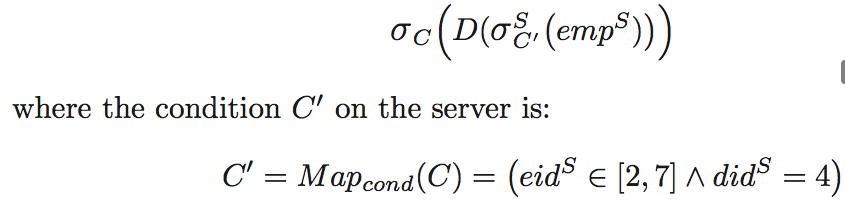 σ_C(D(σ^S_{C′}(emp^S)))
where the condition C′ on the server is:
C′ = Map_{cond}(C) = (eid^S ∈ [2, 7] ∧ did^S = 4)